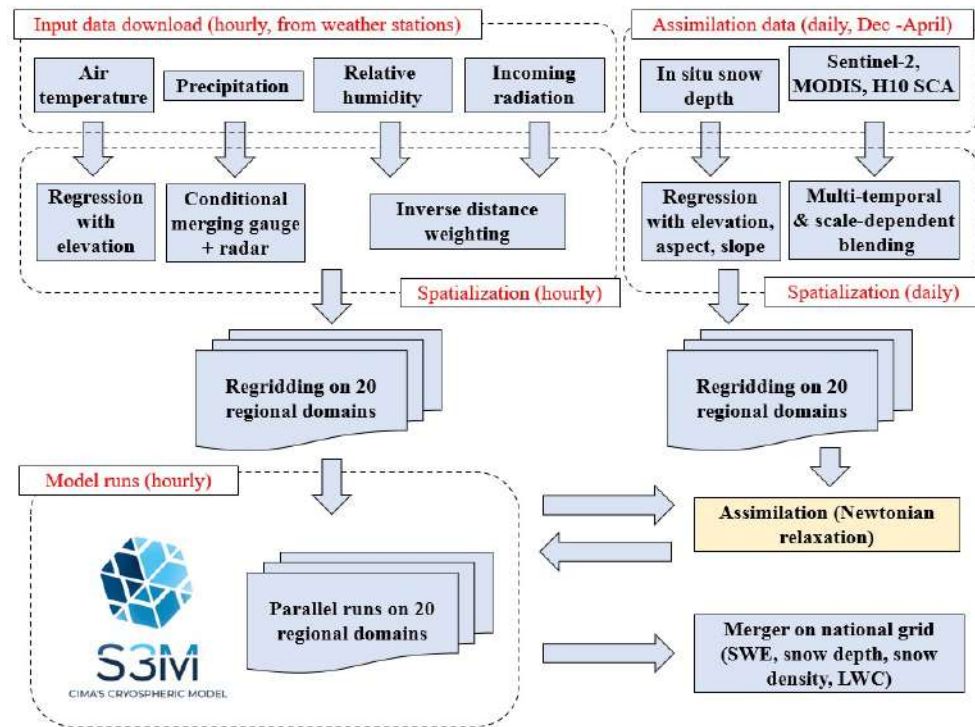 Input data download (hourly, from weather stations)
Assimilation data (daily, Dec -April)
Air
temperature
Precipitation
Relative
humidity
Incoming
radiation
In situ snow
depth
Sentinel-2,
MODIS, H10 SCA
Regression
with
elevation
Conditional
merging gauge
+ radar
Inverse distance
weighting
Regression
with elevation,
aspect, slope
Multi-temporal
& scale-dependent
blending
Spatialization (hourly)
Spatialization (daily)
Regridding on 20
regional domains
Regridding on 20
regional domains
Model runs (hourly)
Assimilation (Newtonian
relaxation)
Parallel runs on 20
regional domains
S3M
CIMA'S CRYOSPHERIC MODEL
Merger on national grid
(SWE, snow depth, snow
density, LWC)